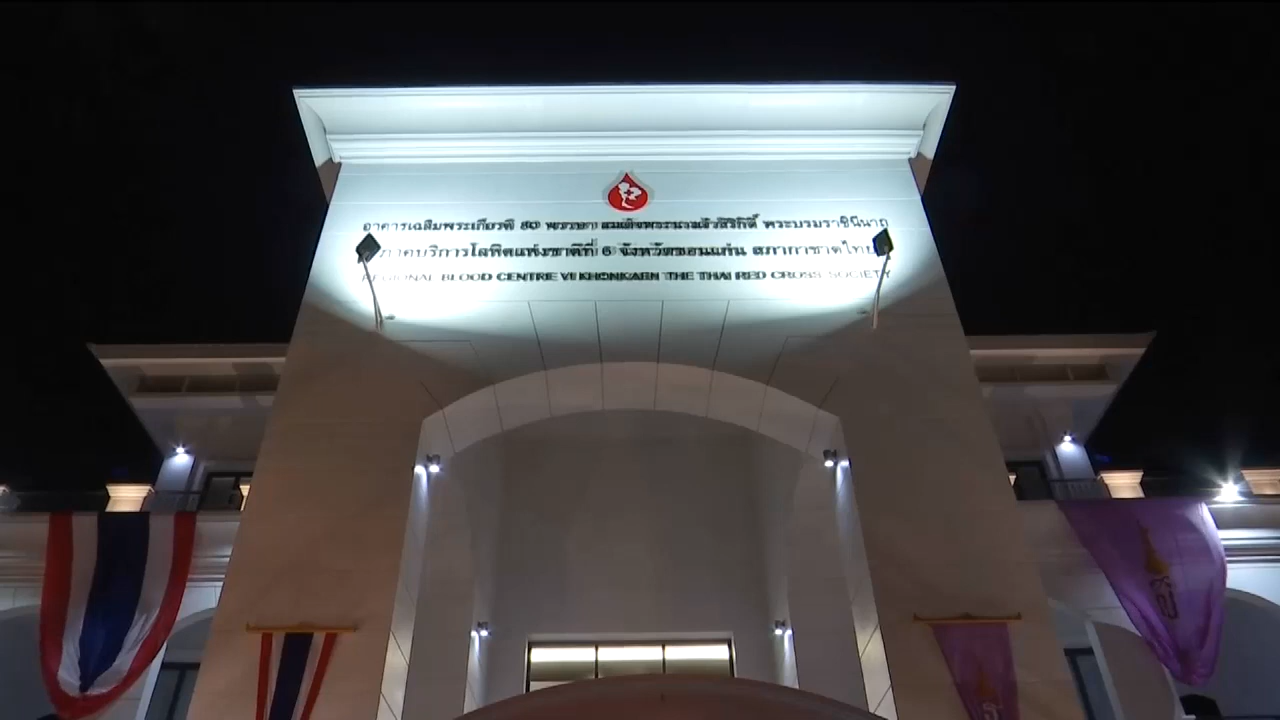 อาคารเฉลิมพระเกียรติ 80 พรรษา สมเด็จพระนางเจ้าสิริกิติ์ พระบรมราชินีนาถ
ภาคบริการโลหิตแห่งชาติที่ 6 จังหวัดขอนแก่น สภากาชาดไทย
REGIONAL BLOOD CENTRE VI KHONKAEN THE THAI RED CROSS SOCIETY